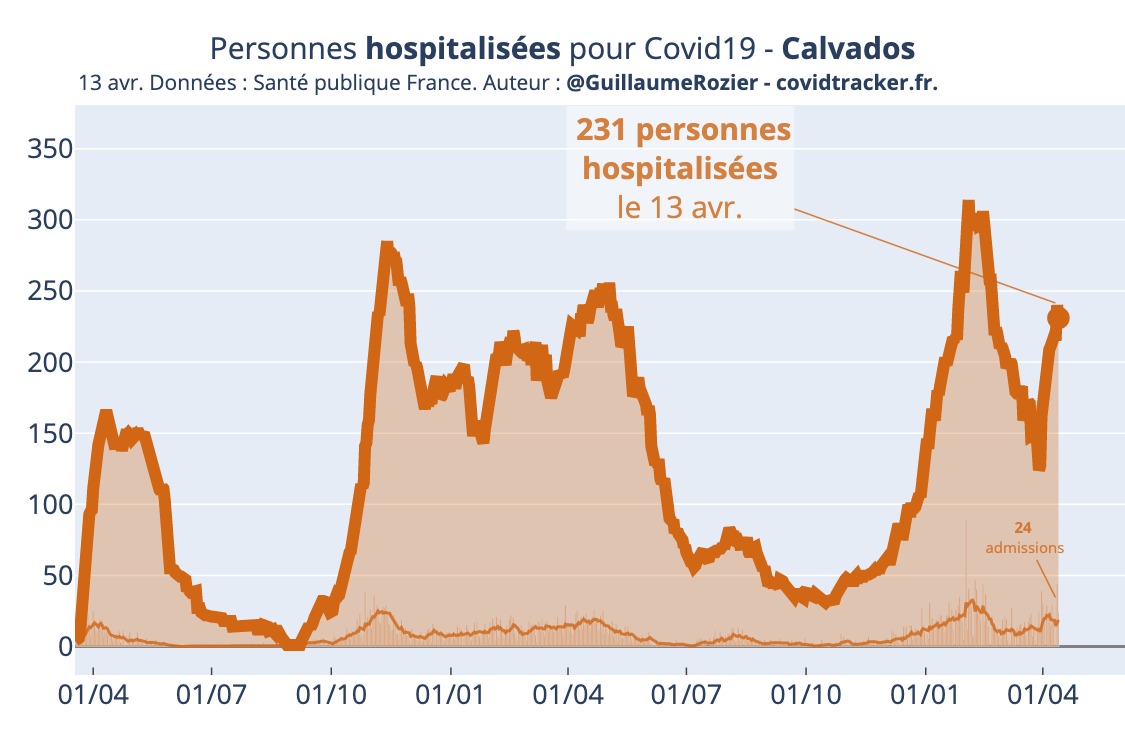 Personnes hospitalisées pour Covid19 - Calvados
13 avr. Données : Santé publique France. Auteur : @GuillaumeRozier - covidtracker.fr.
231 personnes
hospitalisées
le 13 avr.
350
300
250
200
150
100
50
0
24
admissions
01/04 01/07 01/10 01/01 01/04 01/07 01/10 01/01 01/04